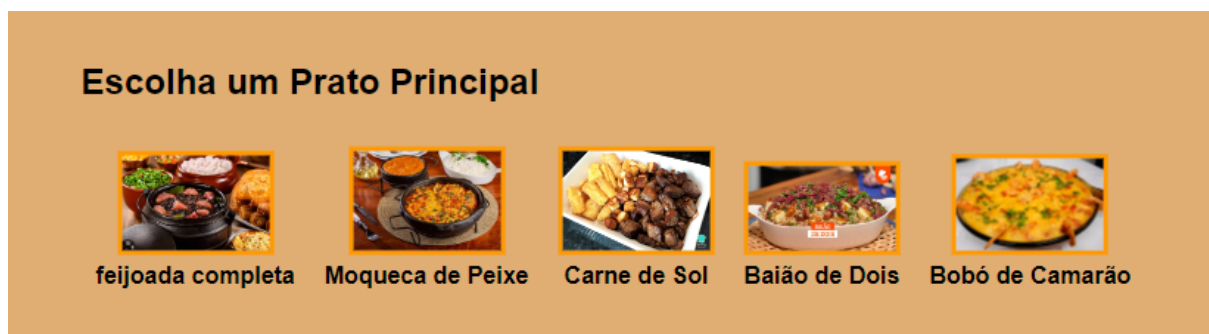 Escolha um Prato Principal
feijoada completa
Moqueca de Peixe
Carne de Sol
Baião de Dois
Bobó de Camarão